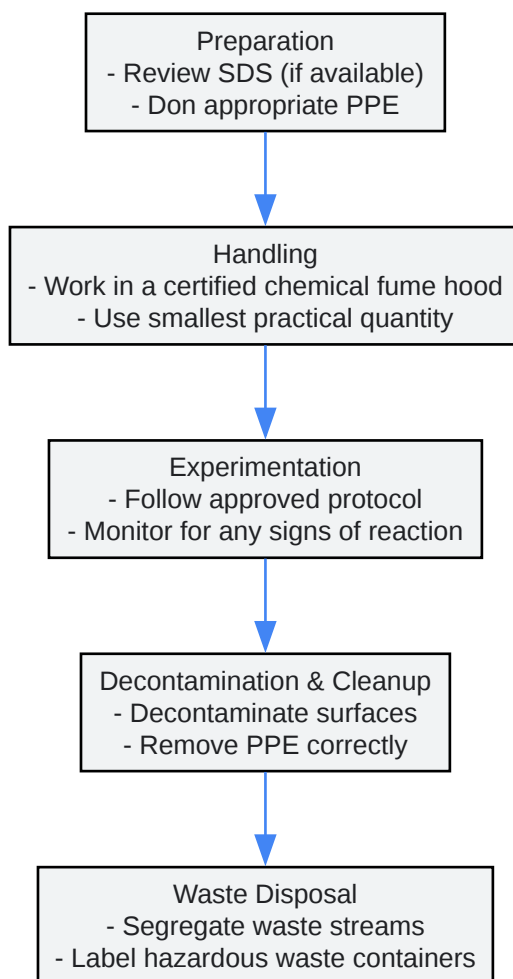 Preparation
- Review SDS (if available)
- Don appropriate PPE
Handling
- Work in a certified chemical fume hood
- Use smallest practical quantity
Experimentation
- Follow approved protocol
- Monitor for any signs of reaction
Decontamination & Cleanup
- Decontaminate surfaces
- Remove PPE correctly
Waste Disposal
- Segregate waste streams
- Label hazardous waste containers